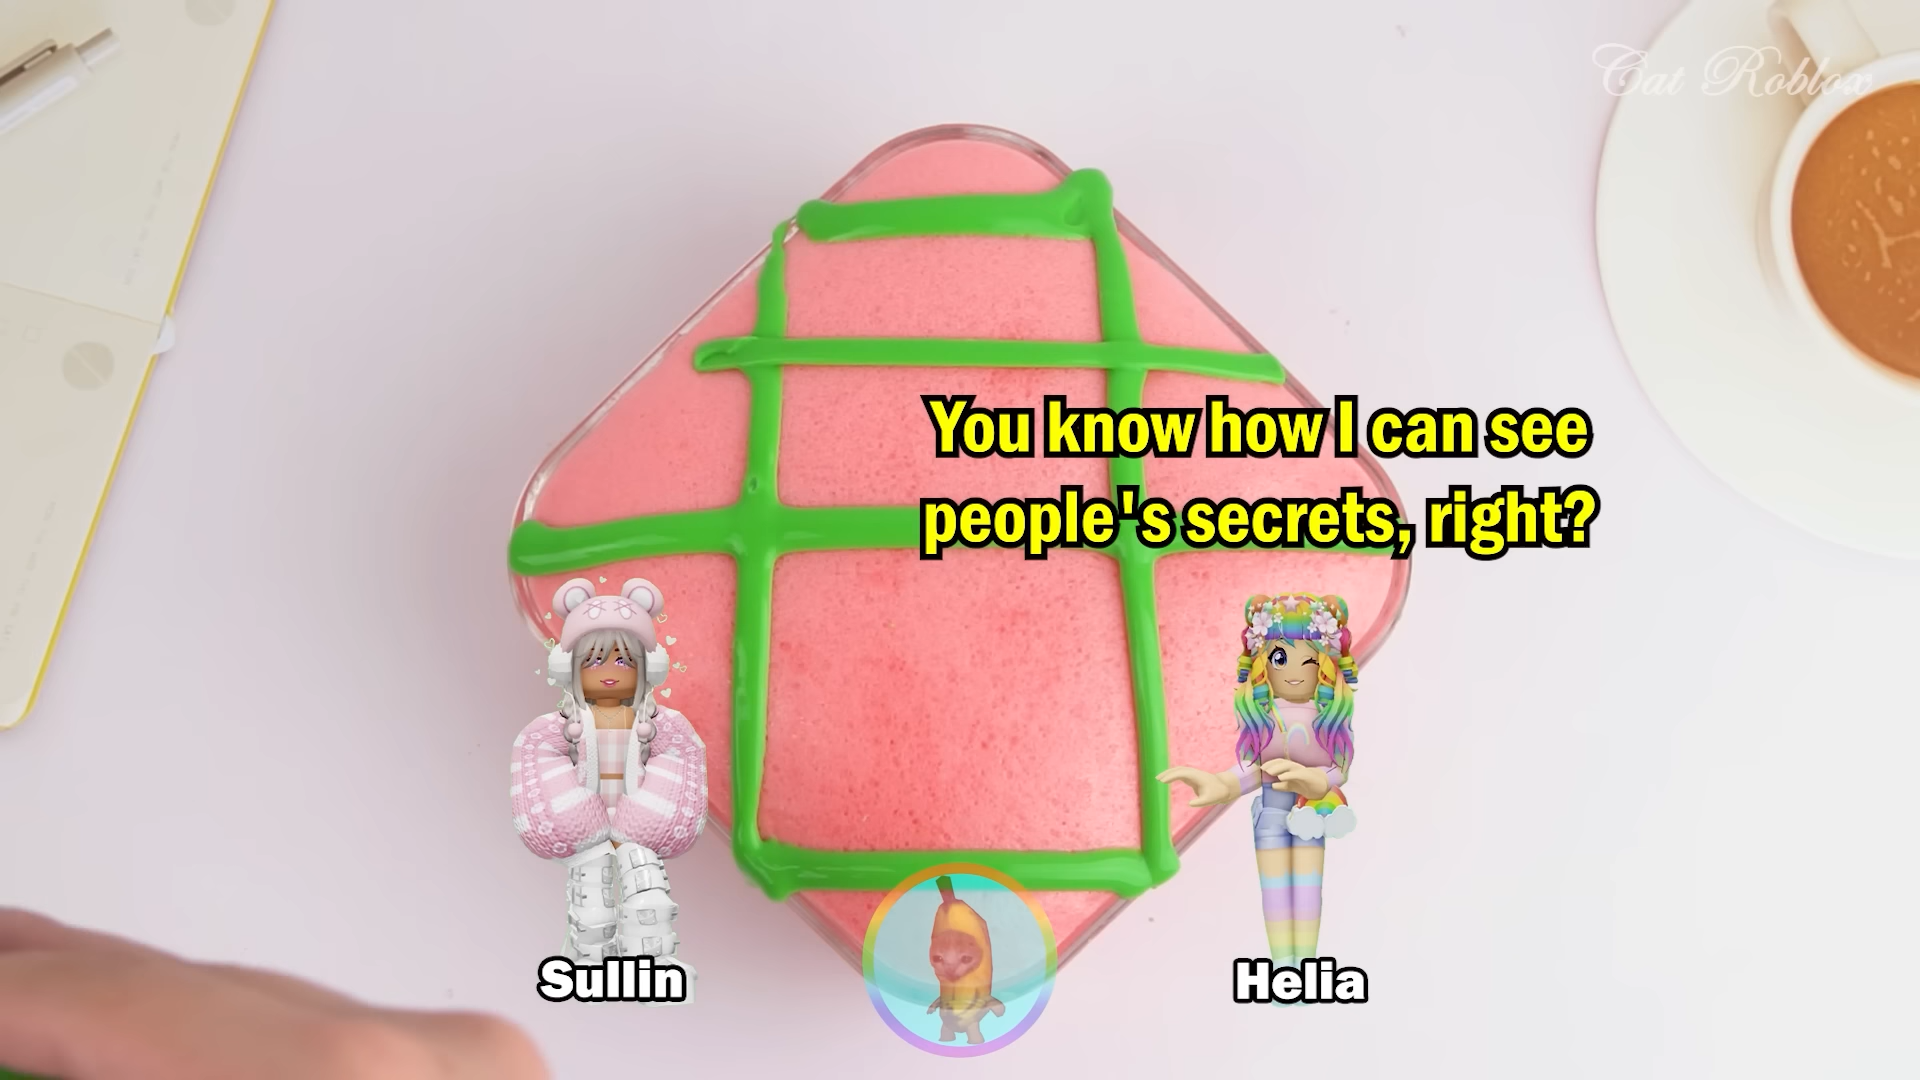 Cat Roblox
You know how I can see
people's secrets, right?
Sullin
Helia